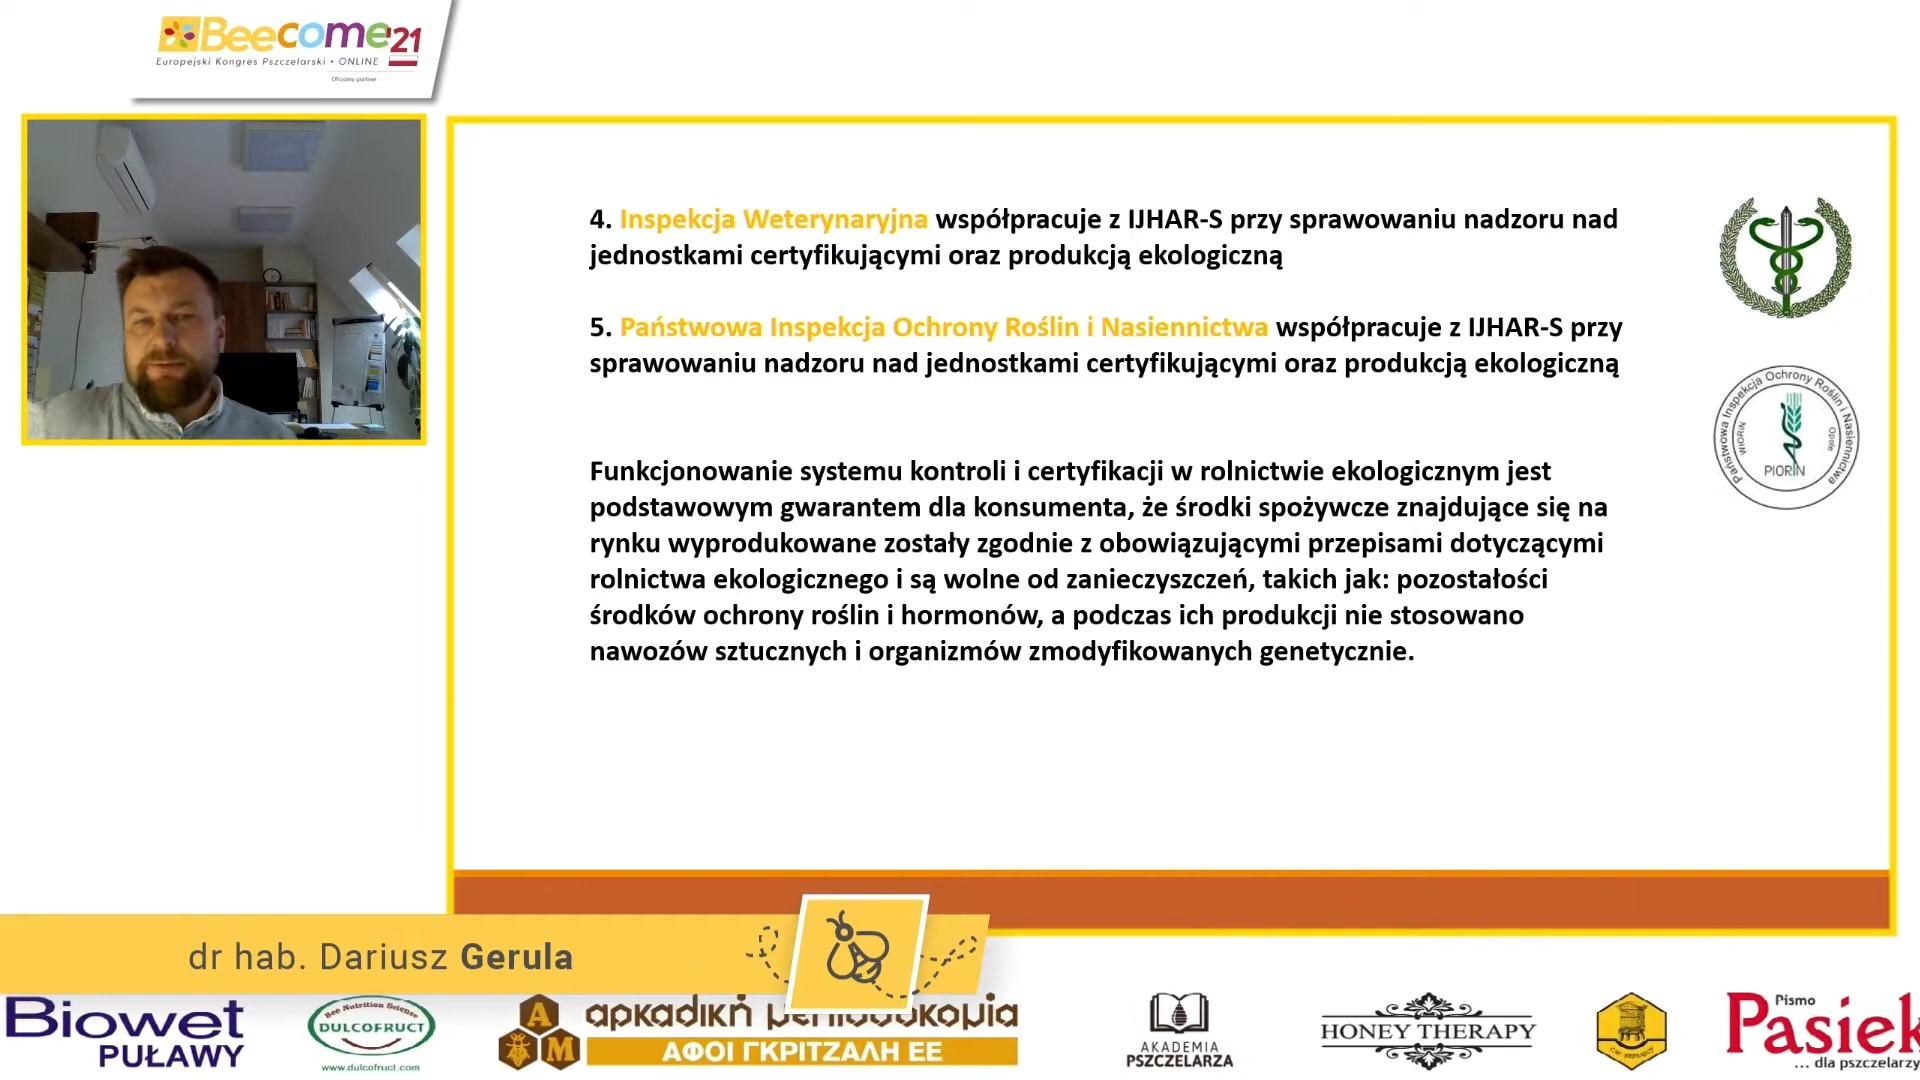 Beecome'21
Europejski Kongres Pszczelarski • ONLINE
Oficjalny partner
4. Inspekcja Weterynaryjna współpracuje z IJHAR-S przy sprawowaniu nadzoru nad
jednostkami certyfikującymi oraz produkcją ekologiczną
5. Państwowa Inspekcja Ochrony Roślin i Nasiennictwa współpracuje z IJHAR-S przy
sprawowaniu nadzoru nad jednostkami certyfikującymi oraz produkcją ekologiczną
Państwowa Inspekcja Ochrony Roślin i Nasiennictwa
WIORiN
Opole
PIORIN
Funkcjonowanie systemu kontroli i certyfikacji w rolnictwie ekologicznym jest
podstawowym gwarantem dla konsumenta, że środki spożywcze znajdujące się na
rynku wyprodukowane zostały zgodnie z obowiązującymi przepisami dotyczącymi
rolnictwa ekologicznego i są wolne od zanieczyszczeń, takich jak: pozostałości
środków ochrony roślin i hormonów, a podczas ich produkcji nie stosowano
nawozów sztucznych i organizmów zmodyfikowanych genetycznie.
dr hab. Dariusz Gerula
Biowet
PUŁAWY
Bee Nutrition Science
DULCOFRUCT
www.dulcofruct.com
A
M
αρκαδική
ΑΦΟΙ ΓΚΡΙΤΖΑΛΗ ΕΕ
AKADEMIA
PSZCZELARZA
HONEY THERAPY
Pismo
Pasiek
... dla pszczelarzy